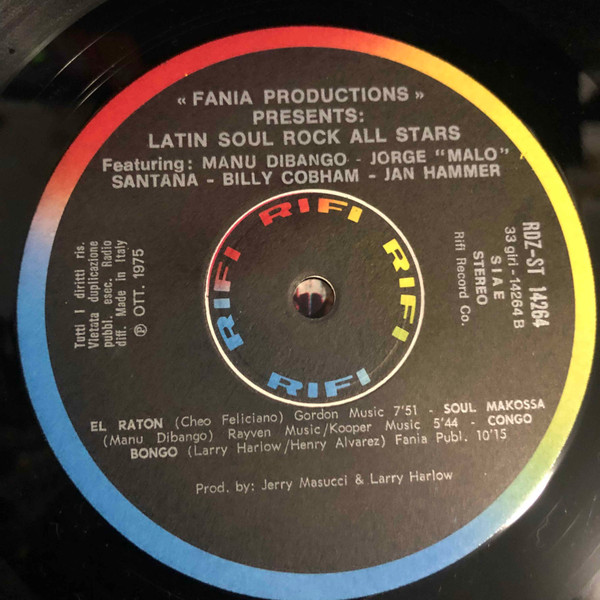 « FANIA PRODUCTIONS »
PRESENTS:
LATIN SOUL ROCK ALL STARS
Featuring: MANU DIBANGO - JORGE "MALO"
SANTANA - BILLY COBHAM - JAN HAMMER
Tutti i diritti ris.
Vietata duplicazione
pubbl. esec. Radio
diff. Made in Italy
Ⓟ OTT. 1975
RIFI RIFI RIFI RIFI RIFI
RDZ-ST 14264
33 giri - 14264 B
S I A E
STEREO
Rifi Record Co.
EL RATON (Cheo Feliciano) Gordon Music 7'51 - SOUL MAKOSSA
(Manu Dibango) Rayven Music/Kooper Music 5'44 - CONGO
BONGO (Larry Harlow/Henry Alvarez) Fania Publ. 10'15
Prod. by: Jerry Masucci & Larry Harlow